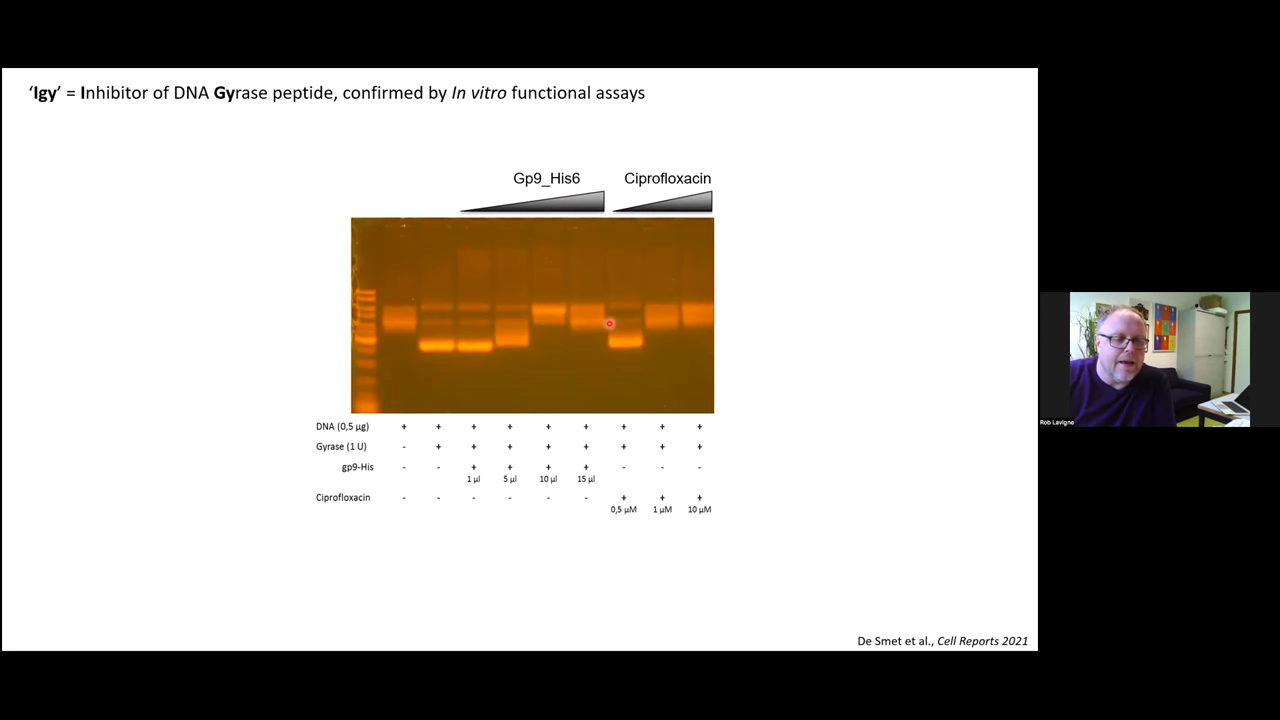 ‘Igy’ = Inhibitor of DNA Gyrase peptide, confirmed by In vitro functional assays
Gp9_His6 Ciprofloxacin
DNA (0,5 µg) + + + + + + + + +
Gyrase (1 U) - + + + + + + + +
gp9-His - - + + + + - - -
1 µl 5 µl 10 µl 15 µl
Ciprofloxacin - - - - - - + + +
0,5 µM 1 µM 10 µM
De Smet et al., Cell Reports 2021
Rob Lavigne